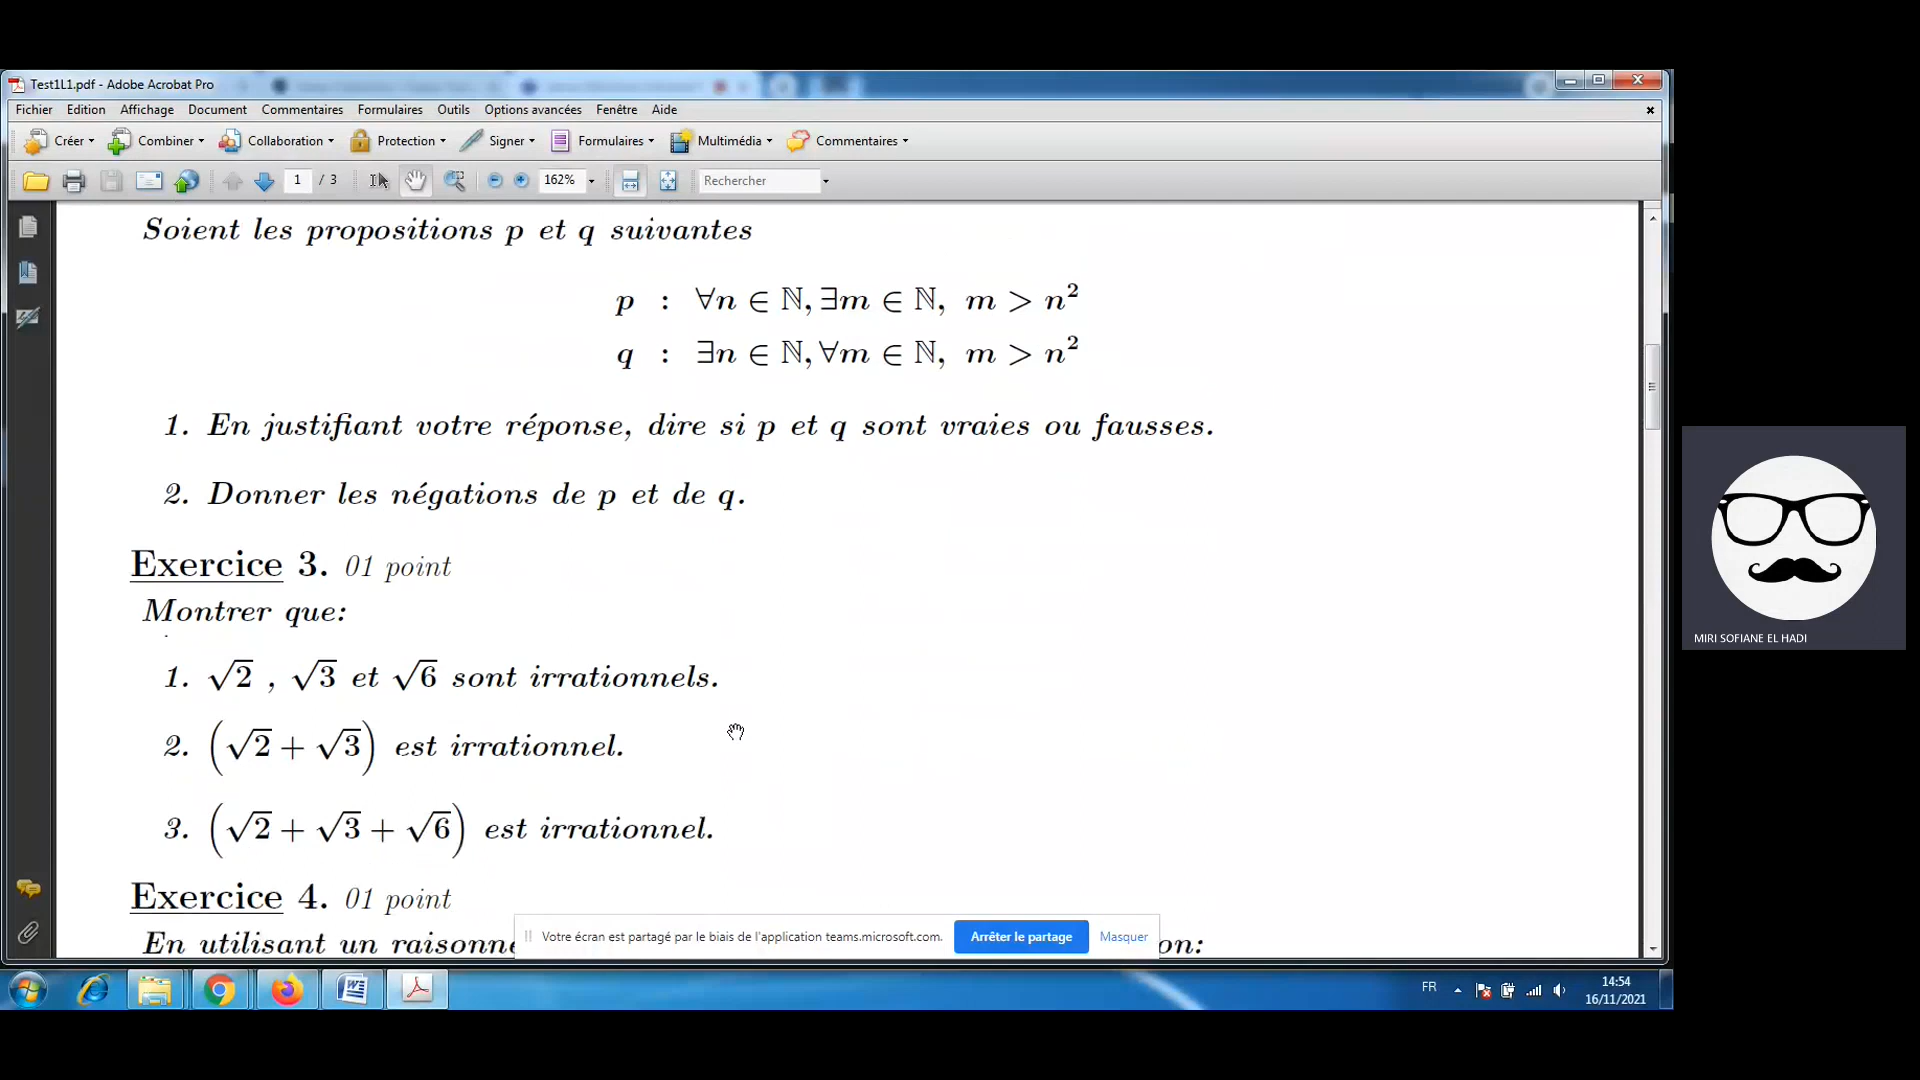 Test1L1.pdf - Adobe Acrobat Pro
Fichier Edition Affichage Document Commentaires Formulaires Outils Options avancées Fenêtre Aide
Créer Combiner Collaboration Protection Signer Formulaires Multimédia Commentaires
1 / 3 162% Rechercher
Soient les propositions p et q suivantes
p : ∀n ∈ ℕ, ∃m ∈ ℕ, m > n²
q : ∃n ∈ ℕ, ∀m ∈ ℕ, m > n²
1. En justifiant votre réponse, dire si p et q sont vraies ou fausses.
2. Donner les négations de p et de q.
Exercice 3. 01 point
Montrer que:
1. √2 , √3 et √6 sont irrationnels.
2. (√2 + √3) est irrationnel.
3. (√2 + √3 + √6) est irrationnel.
Exercice 4. 01 point
En utilisant un on:
Votre écran est partagé par le biais de l'application teams.microsoft.com. Arrêter le partage Masquer
MIRI SOFIANE EL HADI
FR 14:54
16/11/2021